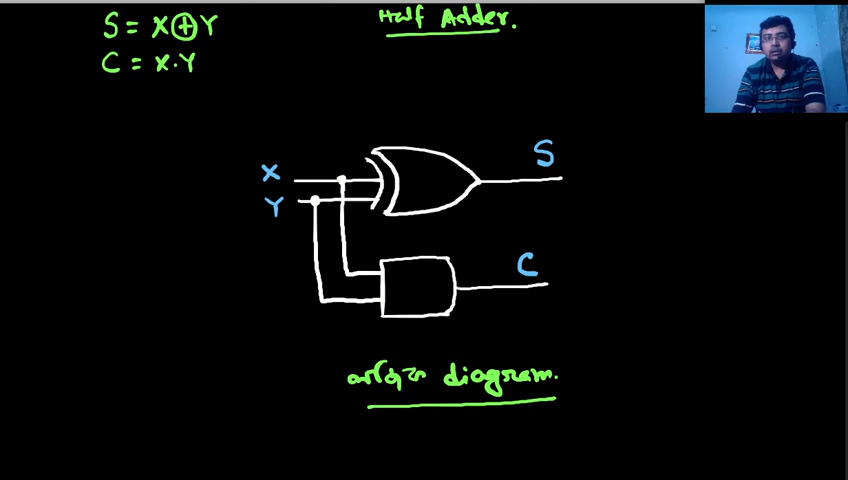 S = X ⊕ Y
C = X·Y
Half Adder.
X
Y
S
C
diagram.